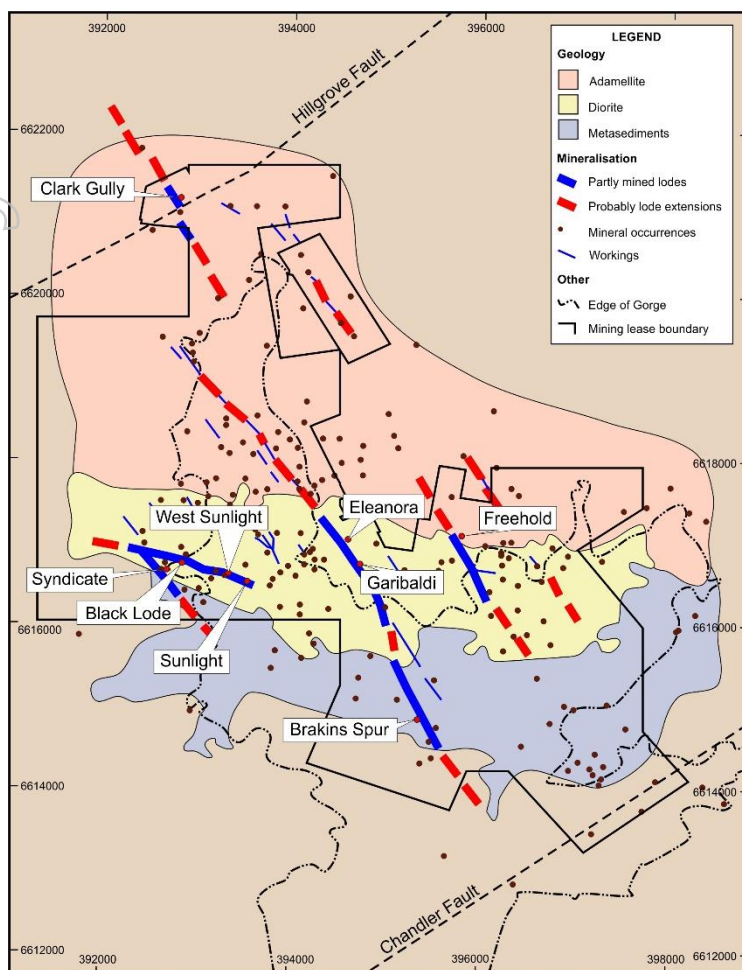 392000
394000
396000
LEGEND
Geology
Adamellite
Diorite
Metasediments
Mineralisation
Partly mined lodes
Probably lode extensions
Mineral occurrences
Workings
Other
Edge of Gorge
Mining lease boundary
Hillgrove Fault
6622000
Clark Gully
6620000
6618000
West Sunlight
Eleanora
Freehold
Syndicate
Garibaldi
Black Lode
6616000
6616000
Sunlight
Brakins Spur
6614000
6614000
Chandler Fault
6612000
6612000
392000
394000
396000
398000